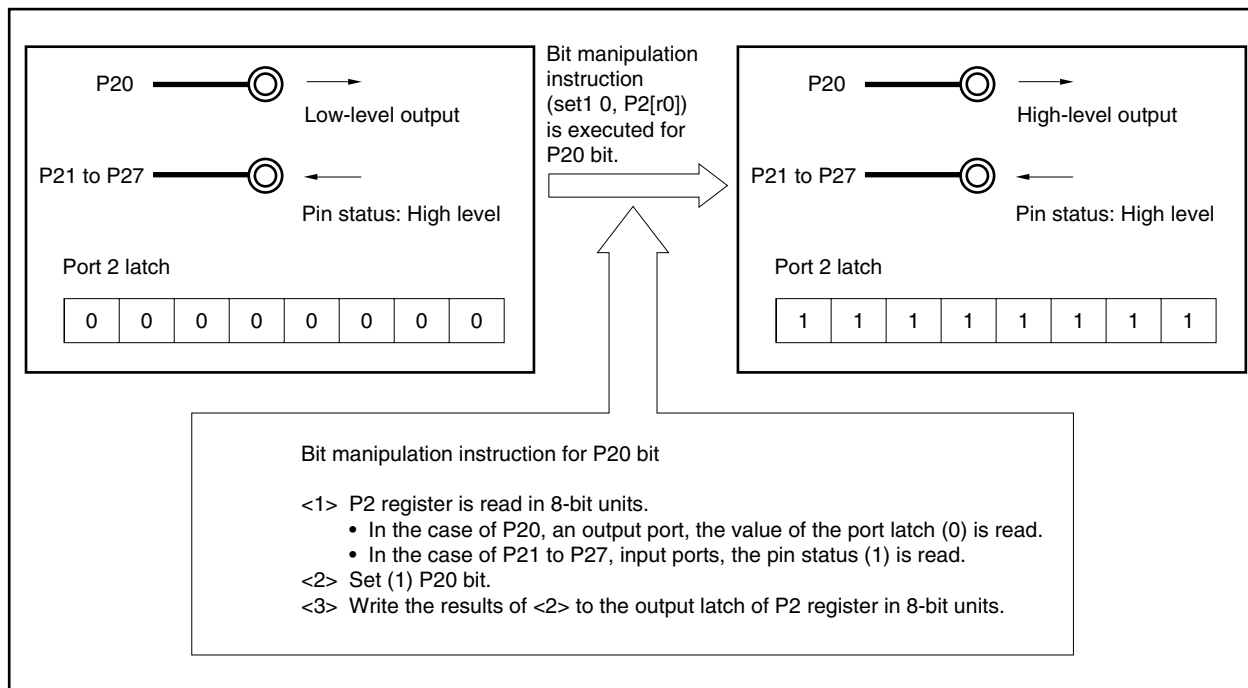 P20
Low-level output
P21 to P27
Pin status: High level
Port 2 latch
0 0 0 0 0 0 0 0
Bit manipulation
instruction
(set1 0, P2[r0])
is executed for
P20 bit.
P20
High-level output
P21 to P27
Pin status: High level
Port 2 latch
1 1 1 1 1 1 1 1
Bit manipulation instruction for P20 bit
<1> P2 register is read in 8-bit units.
• In the case of P20, an output port, the value of the port latch (0) is read.
• In the case of P21 to P27, input ports, the pin status (1) is read.
<2> Set (1) P20 bit.
<3> Write the results of <2> to the output latch of P2 register in 8-bit units.